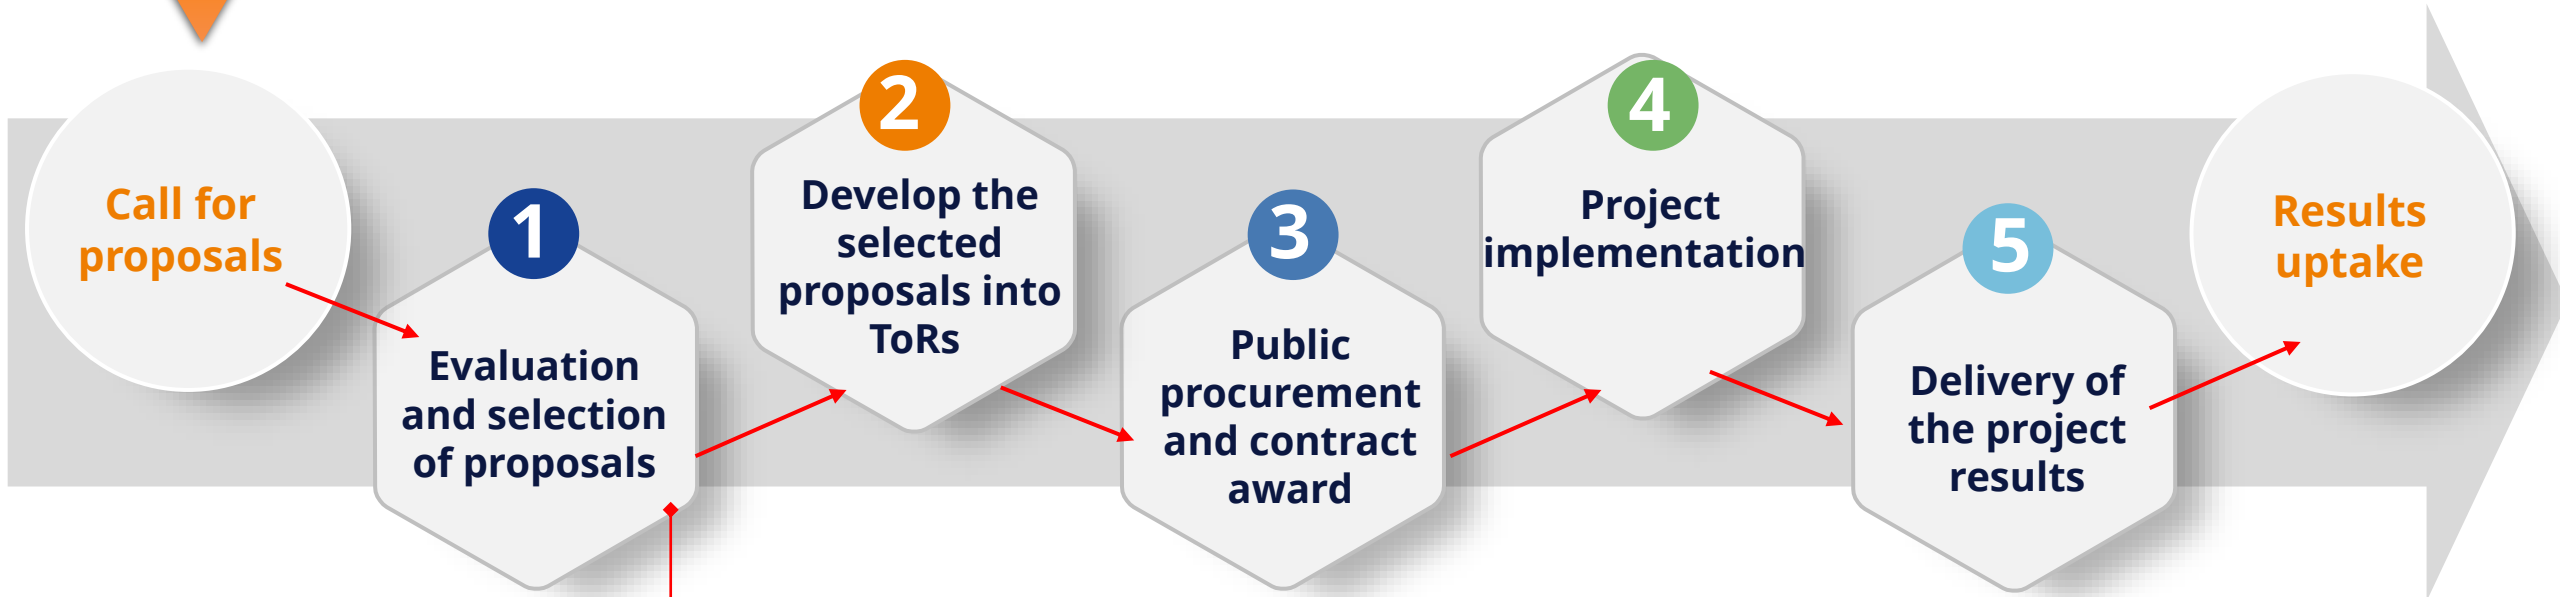 Call for
proposals
1
Evaluation
and selection
of proposals
2
Develop the
selected
proposals into
ToRs
3
Public
procurement
and contract
award
4
Project
implementation
5
Delivery of
the project
results
Results
uptake